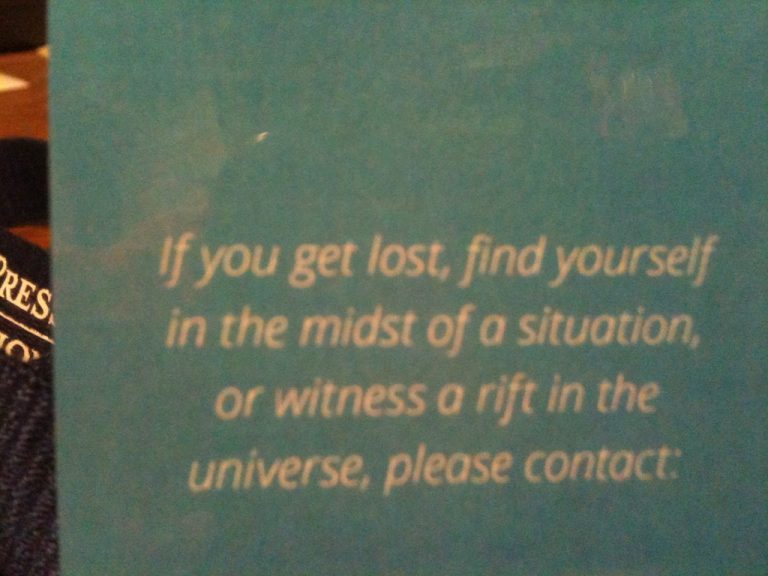 If you get lost, find yourself
in the midst of a situation,
or witness a rift in the
universe, please contact: